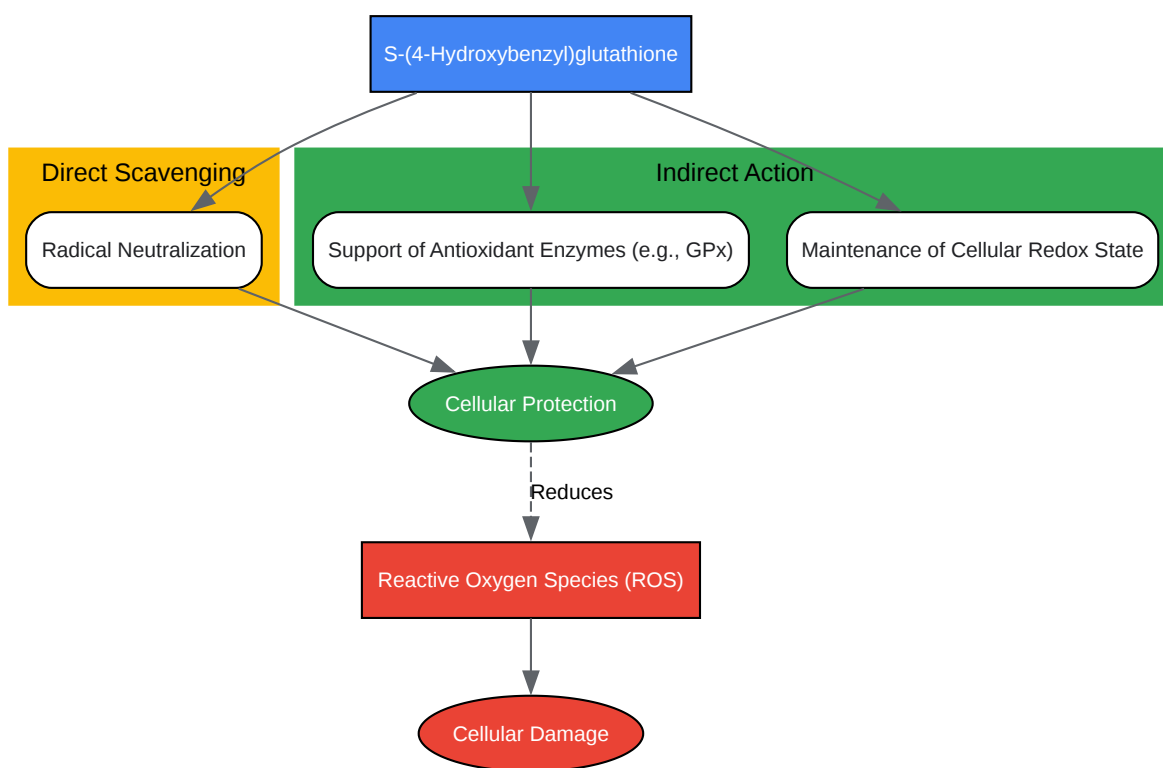 S-(4-Hydroxybenzyl)glutathione
Direct Scavenging
Indirect Action
Radical Neutralization
Support of Antioxidant Enzymes (e.g., GPx)
Maintenance of Cellular Redox State
Cellular Protection
Reduces
Reactive Oxygen Species (ROS)
Cellular Damage